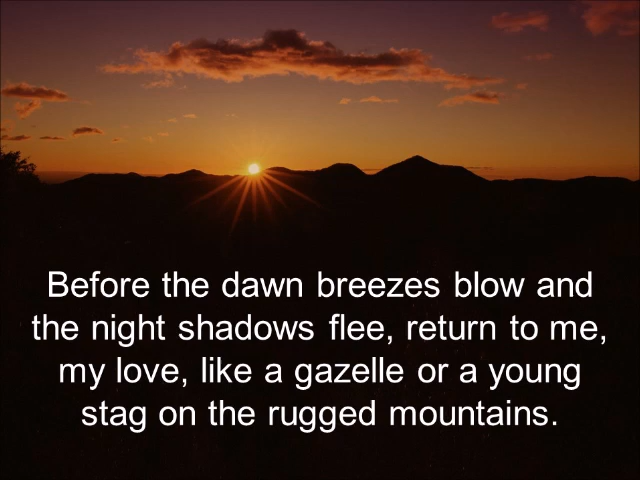 Before the dawn breezes blow and
the night shadows flee, return to me,
my love, like a gazelle or a young
stag on the rugged mountains.